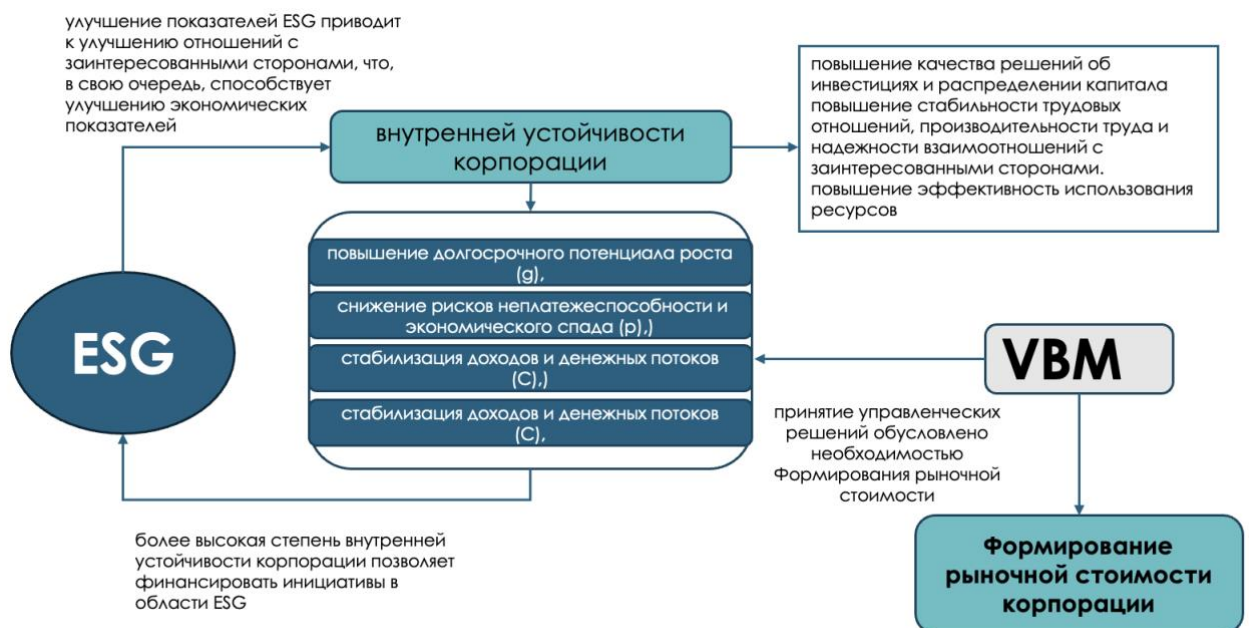 улучшение показателей ESG приводит
к улучшению отношений с
заинтересованными сторонами, что,
в свою очередь, способствует
улучшению экономических
показателей
внутренней устойчивости
корпорации
повышение качества решений об
инвестициях и распределении капитала
повышение стабильности трудовых
отношений, производительности труда и
надежности взаимоотношений с
заинтересованными сторонами.
повышение эффективность использования
ресурсов
повышение долгосрочного потенциала роста
(g),
снижение рисков неплатежеспособности и
экономического спада (p),)
стабилизация доходов и денежных потоков
(C),)
стабилизация доходов и денежных потоков
(C),
ESG
VBM
принятие управленческих
решений обусловлено
необходимостью
Формирования рыночной
стоимости
более высокая степень внутренней
устойчивости корпорации позволяет
финансировать инициативы в
области ESG
Формирование
рыночной стоимости
корпорации